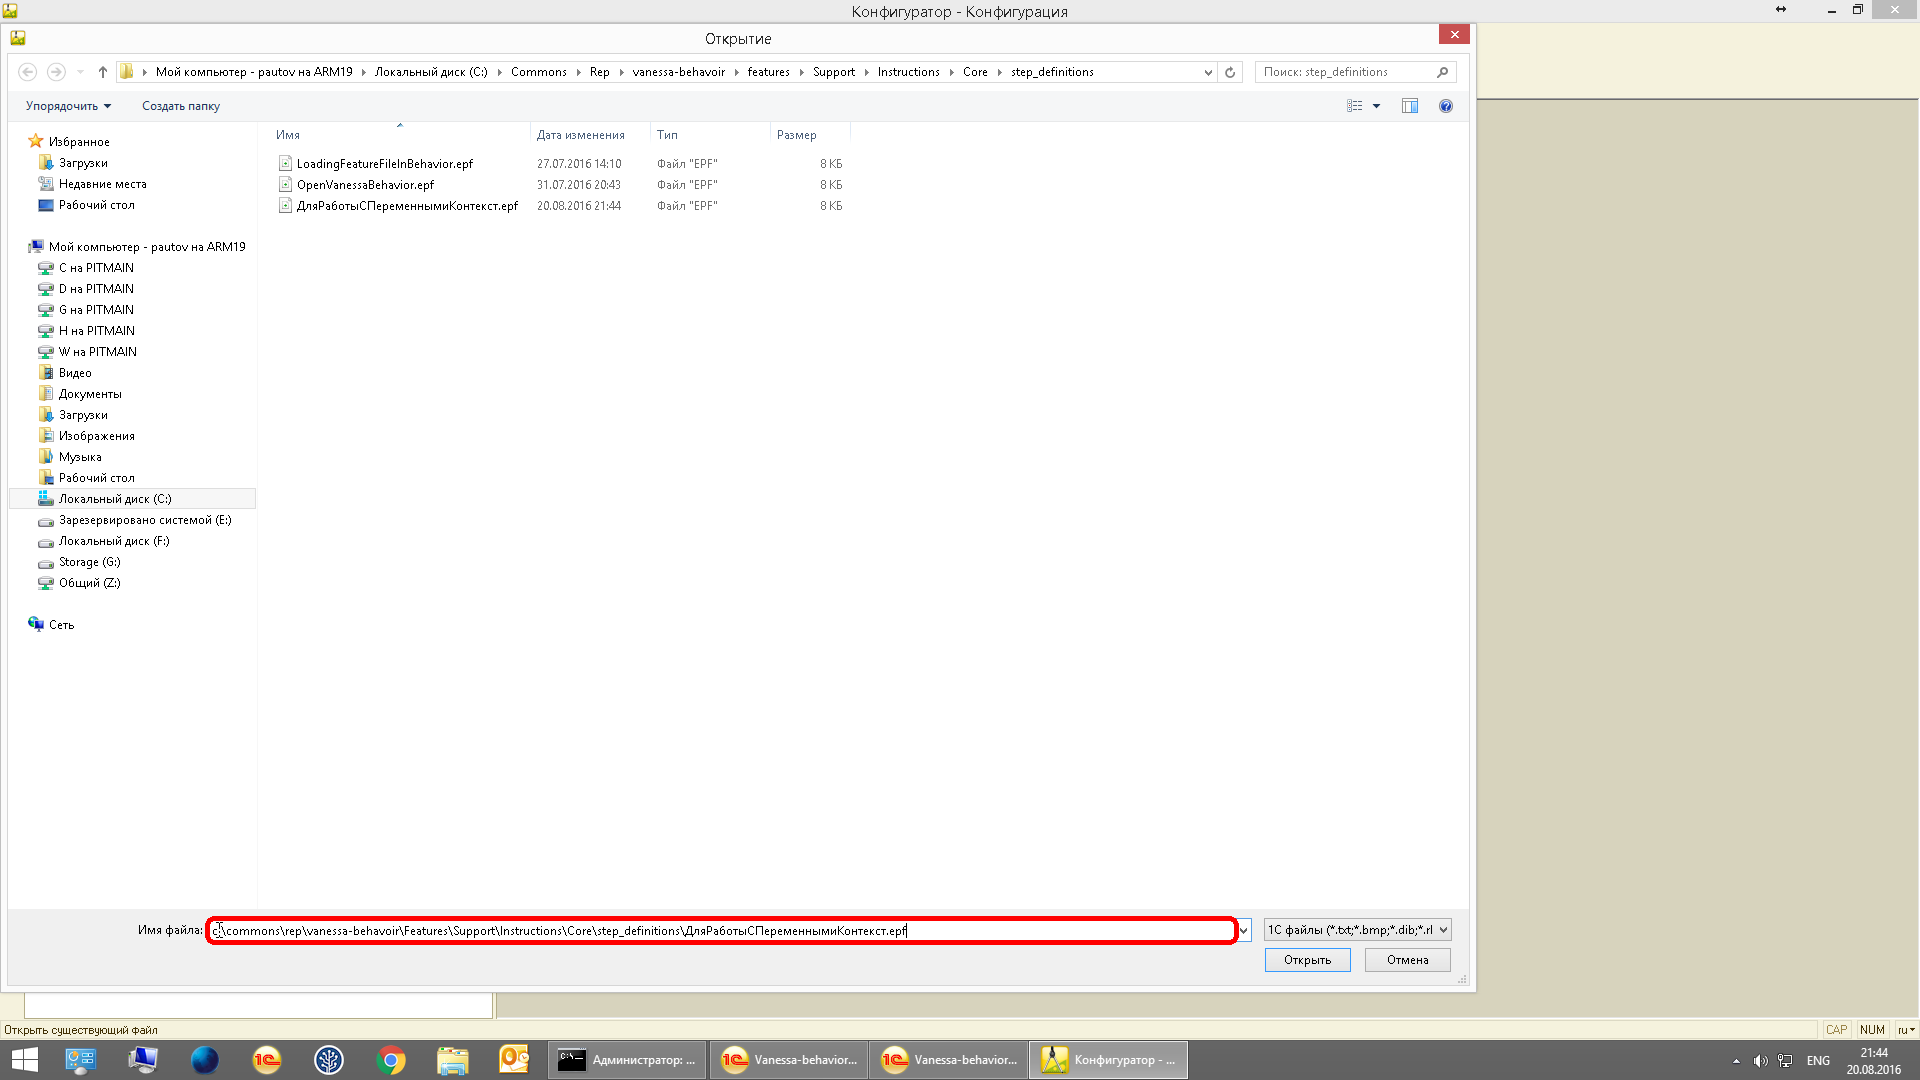 Конфигуратор - Конфигурация
Открытие
Мой компьютер - pautov на ARM19 Локальный диск (C:) Commons Rep vanessa-behavoir features Support Instructions Core step_definitions
Поиск: step_definitions
Упорядочить Создать папку
Имя Дата изменения Тип Размер
LoadingFeatureFileInBehavior.epf 27.07.2016 14:10 Файл "EPF" 8 КБ
OpenVanessaBehavior.epf 31.07.2016 20:43 Файл "EPF" 8 КБ
ДляРаботыСПеременнымиКонтекст.epf 20.08.2016 21:44 Файл "EPF" 8 КБ
Избранное
Загрузки
Недавние места
Рабочий стол
Мой компьютер - pautov на ARM19
C на PITMAIN
D на PITMAIN
G на PITMAIN
H на PITMAIN
W на PITMAIN
Видео
Документы
Загрузки
Изображения
Музыка
Рабочий стол
Локальный диск (C:)
Зарезервировано системой (E:)
Локальный диск (F:)
Storage (G:)
Общий (Z:)
Сеть
Имя файла: c:\commons\rep\vanessa-behavoir\Features\Support\Instructions\Core\step_definitions\ДляРаботыСПеременнымиКонтекст.epf
1С файлы (*.txt;*.bmp;*.dib;*.rl
Открыть Отмена
Открыть существующий файл
CAP NUM ru
Администратор: ... Vanessa-behavior... Vanessa-behavior... Конфигуратор - ...
ENG
21:44
20.08.2016